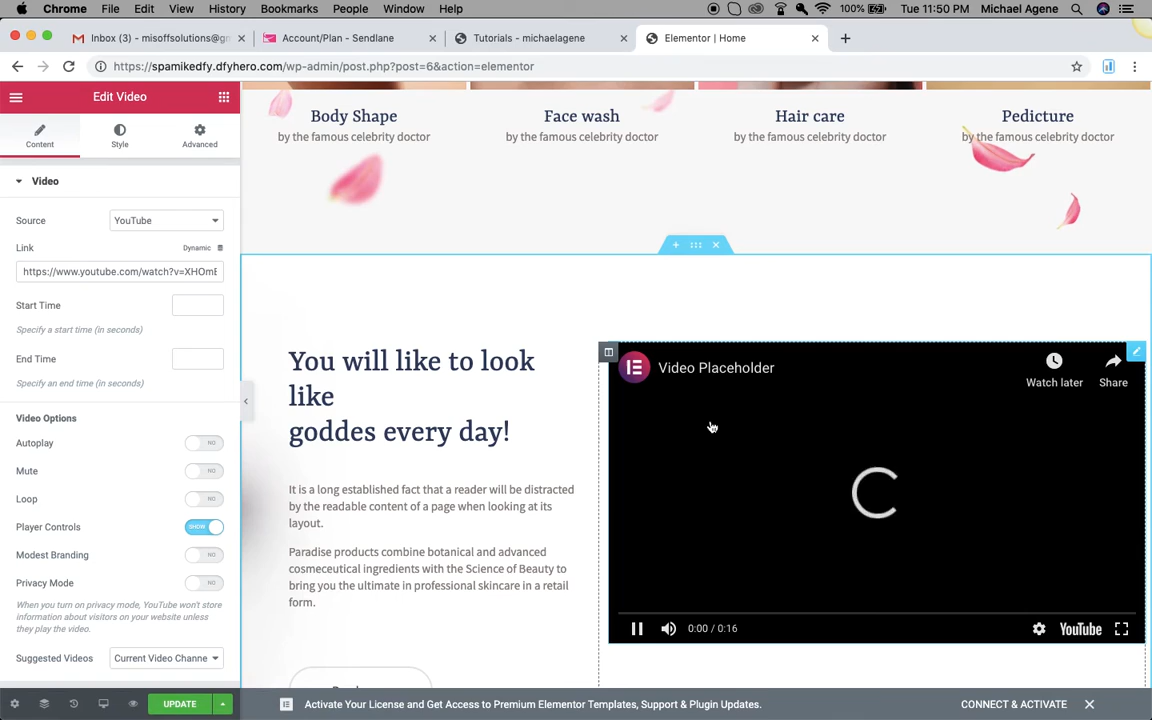 Chrome File Edit View History Bookmarks People Window Help 100% Tue 11:50 PM Michael Agene
Inbox (3) - misoffsolutions@gm
Account/Plan - Sendlane
Tutorials - michaelagene
Elementor | Home
https://spamikedfy.dfyhero.com/wp-admin/post.php?post=6&action=elementor
Edit Video
Content Style Advanced
Video
Source YouTube
Link Dynamic
https://www.youtube.com/watch?v=XHOmE
Start Time
Specify a start time (in seconds)
End Time
Specify an end time (in seconds)
Video Options
Autoplay NO
Mute NO
Loop NO
Player Controls SHOW
Modest Branding NO
Privacy Mode NO
When you turn on privacy mode, YouTube won't store
information about visitors on your website unless
they play the video.
Suggested Videos Current Video Channe
UPDATE
Body Shape
by the famous celebrity doctor
Face wash
by the famous celebrity doctor
Hair care
by the famous celebrity doctor
Pedicture
by the famous celebrity doctor
You will like to look
like
goddes every day!
It is a long established fact that a reader will be distracted
by the readable content of a page when looking at its
layout.
Paradise products combine botanical and advanced
cosmeceutical ingredients with the Science of Beauty to
bring you the ultimate in professional skincare in a retail
form.
Video Placeholder
Watch later
Share
0:00 / 0:16
YouTube
Activate Your License and Get Access to Premium Elementor Templates, Support & Plugin Updates.
CONNECT & ACTIVATE